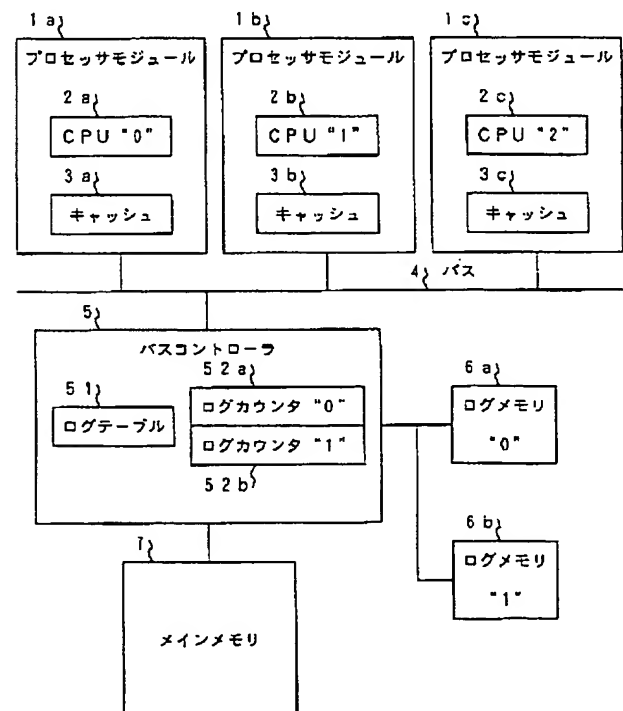 1a 1b 1c
プロセッサモジュール プロセッサモジュール プロセッサモジュール
2a 2b 2c
CPU "0" CPU "1" CPU "2"
3a 3b 3c
キャッシュ キャッシュ キャッシュ
4 バス
5
バスコントローラ
52a 6a
51 ログカウンタ "0" ログメモリ
ログテーブル ログカウンタ "1" "0"
52b
6b
7 ログメモリ
"1"
メインメモリ